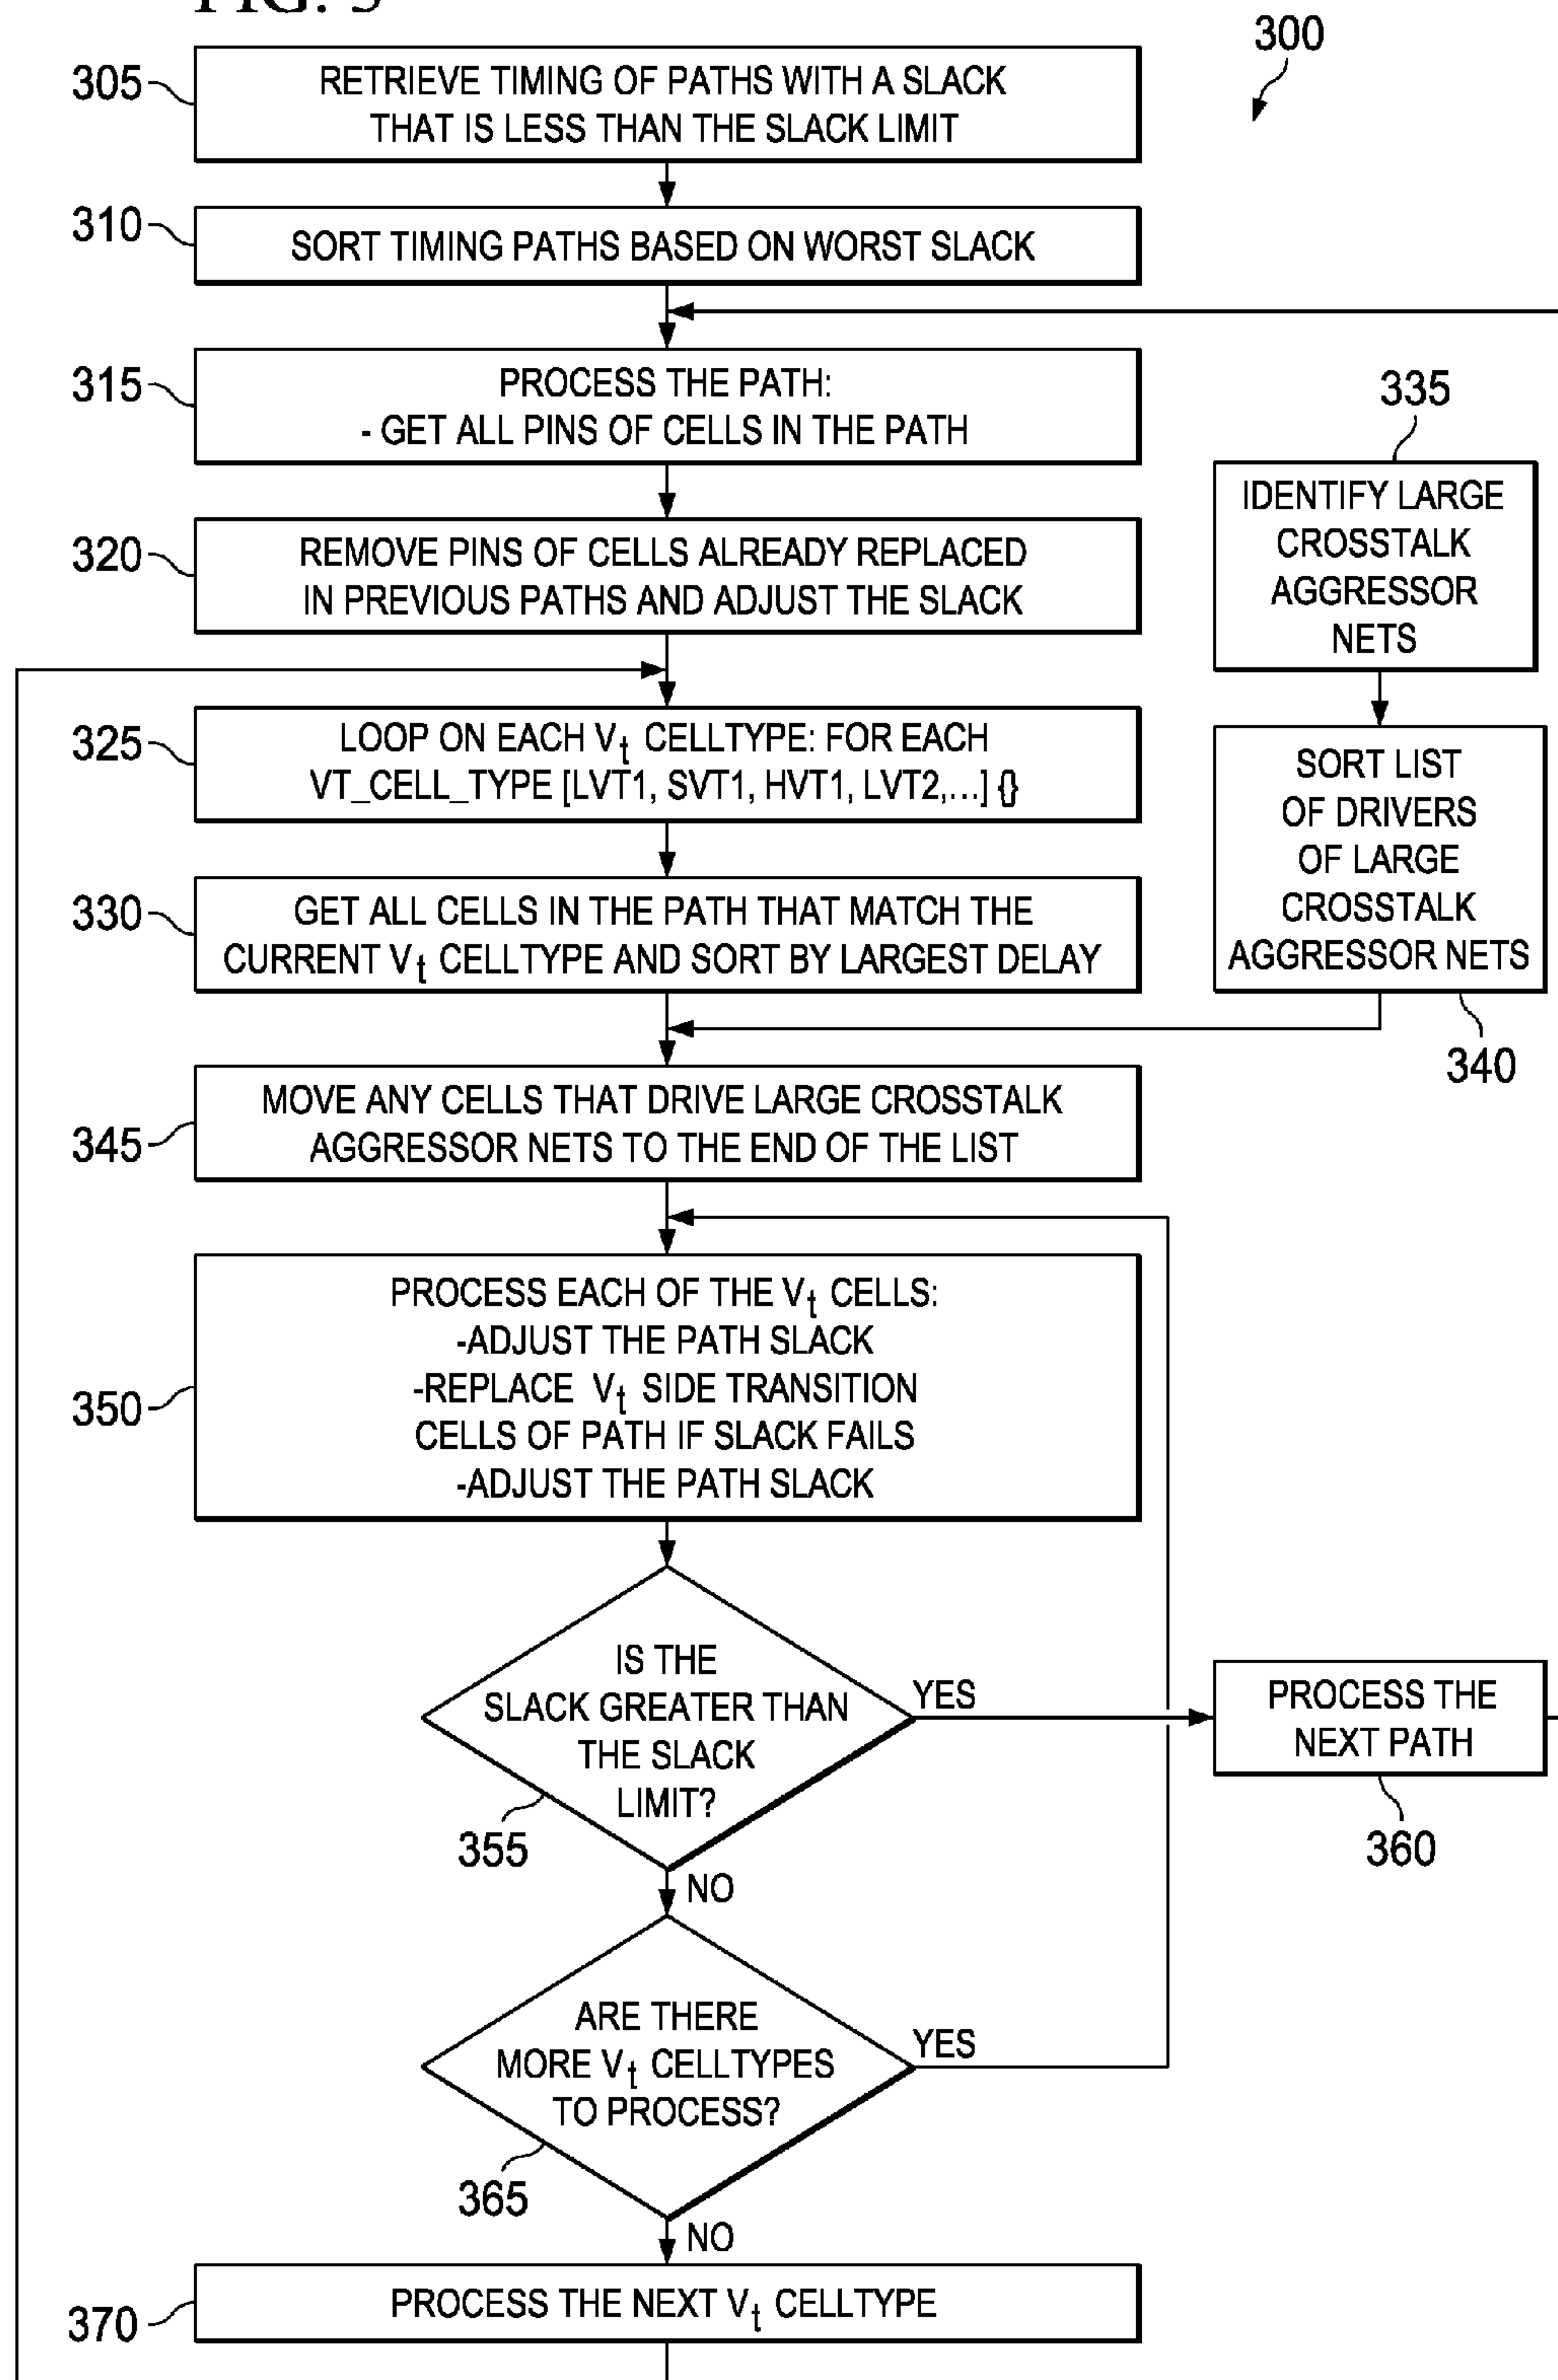 FIG. 3
300
305
RETRIEVE TIMING OF PATHS WITH A SLACK
THAT IS LESS THAN THE SLACK LIMIT
310
SORT TIMING PATHS BASED ON WORST SLACK
315
PROCESS THE PATH:
- GET ALL PINS OF CELLS IN THE PATH
320
REMOVE PINS OF CELLS ALREADY REPLACED
IN PREVIOUS PATHS AND ADJUST THE SLACK
325
LOOP ON EACH Vt CELLTYPE: FOR EACH
VT_CELL_TYPE [LVT1, SVT1, HVT1, LVT2,...] {}
330
GET ALL CELLS IN THE PATH THAT MATCH THE
CURRENT Vt CELLTYPE AND SORT BY LARGEST DELAY
335
IDENTIFY LARGE
CROSSTALK
AGGRESSOR
NETS
SORT LIST
OF DRIVERS
OF LARGE
CROSSTALK
AGGRESSOR NETS
340
345
MOVE ANY CELLS THAT DRIVE LARGE CROSSTALK
AGGRESSOR NETS TO THE END OF THE LIST
350
PROCESS EACH OF THE Vt CELLS:
-ADJUST THE PATH SLACK
-REPLACE Vt SIDE TRANSITION
CELLS OF PATH IF SLACK FAILS
-ADJUST THE PATH SLACK
IS THE
SLACK GREATER THAN
THE SLACK
LIMIT?
355
YES
NO
PROCESS THE
NEXT PATH
360
ARE THERE
MORE Vt CELLTYPES
TO PROCESS?
365
YES
NO
370
PROCESS THE NEXT Vt CELLTYPE